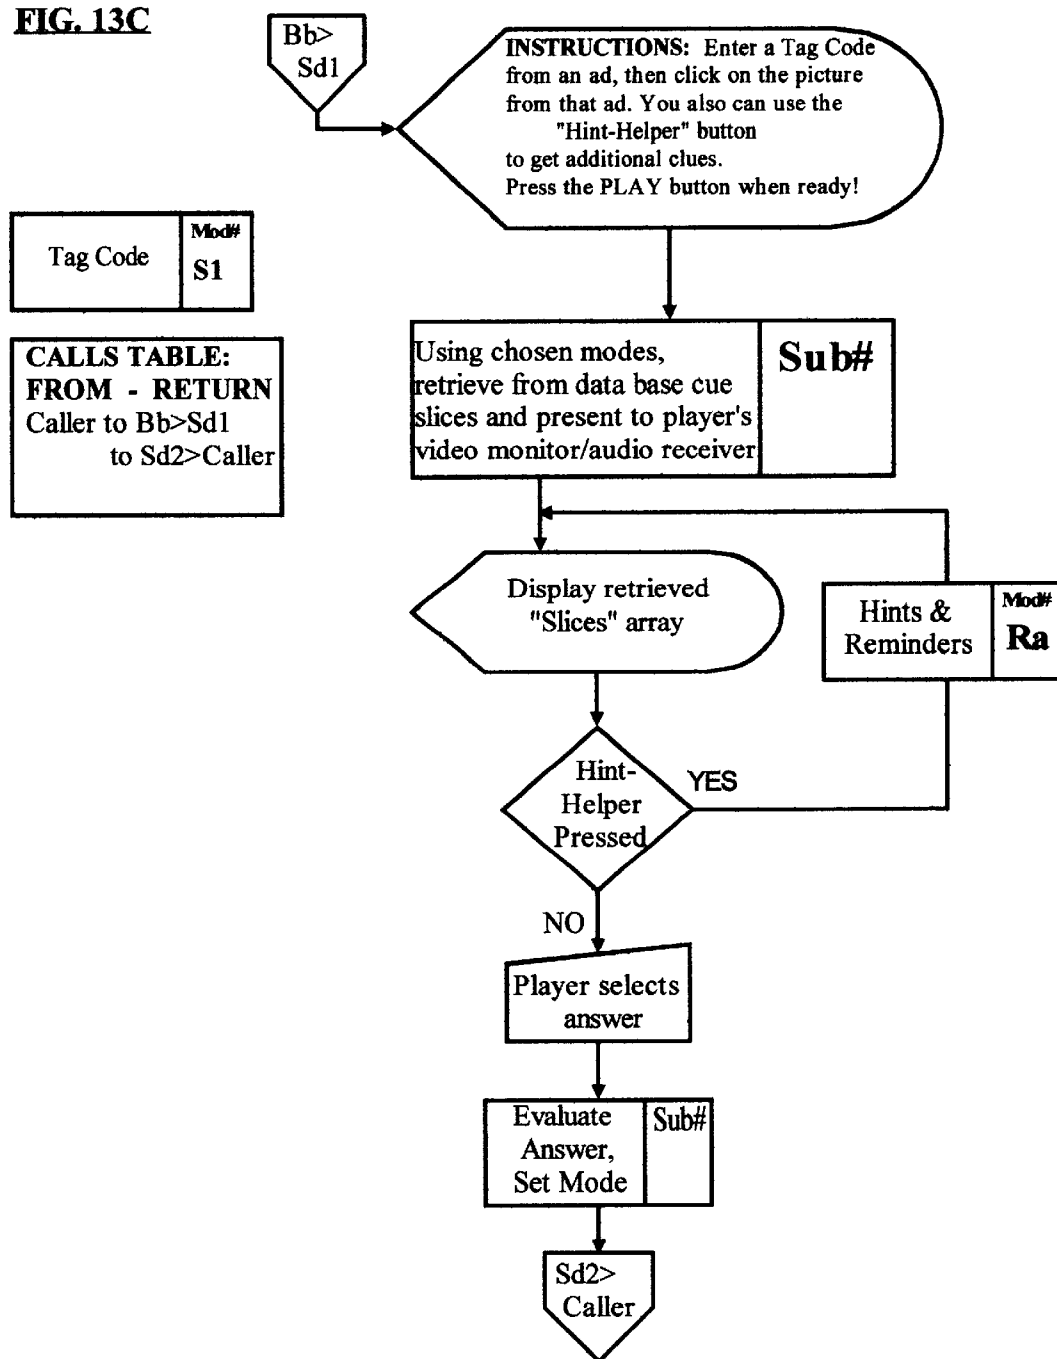 FIG. 13C
Bb>
Sd1
INSTRUCTIONS: Enter a Tag Code
from an ad, then click on the picture
from that ad. You also can use the
"Hint-Helper" button
to get additional clues.
Press the PLAY button when ready!
Tag Code
Mod#
S1
CALLS TABLE:
FROM - RETURN
Caller to Bb>Sd1
to Sd2>Caller
Using chosen modes,
retrieve from data base cue
slices and present to player's
video monitor/audio receiver
Sub#
Display retrieved
"Slices" array
Hints &
Reminders
Mod#
Ra
Hint-
Helper
Pressed
YES
NO
Player selects
answer
Evaluate
Answer,
Set Mode
Sub#
Sd2>
Caller